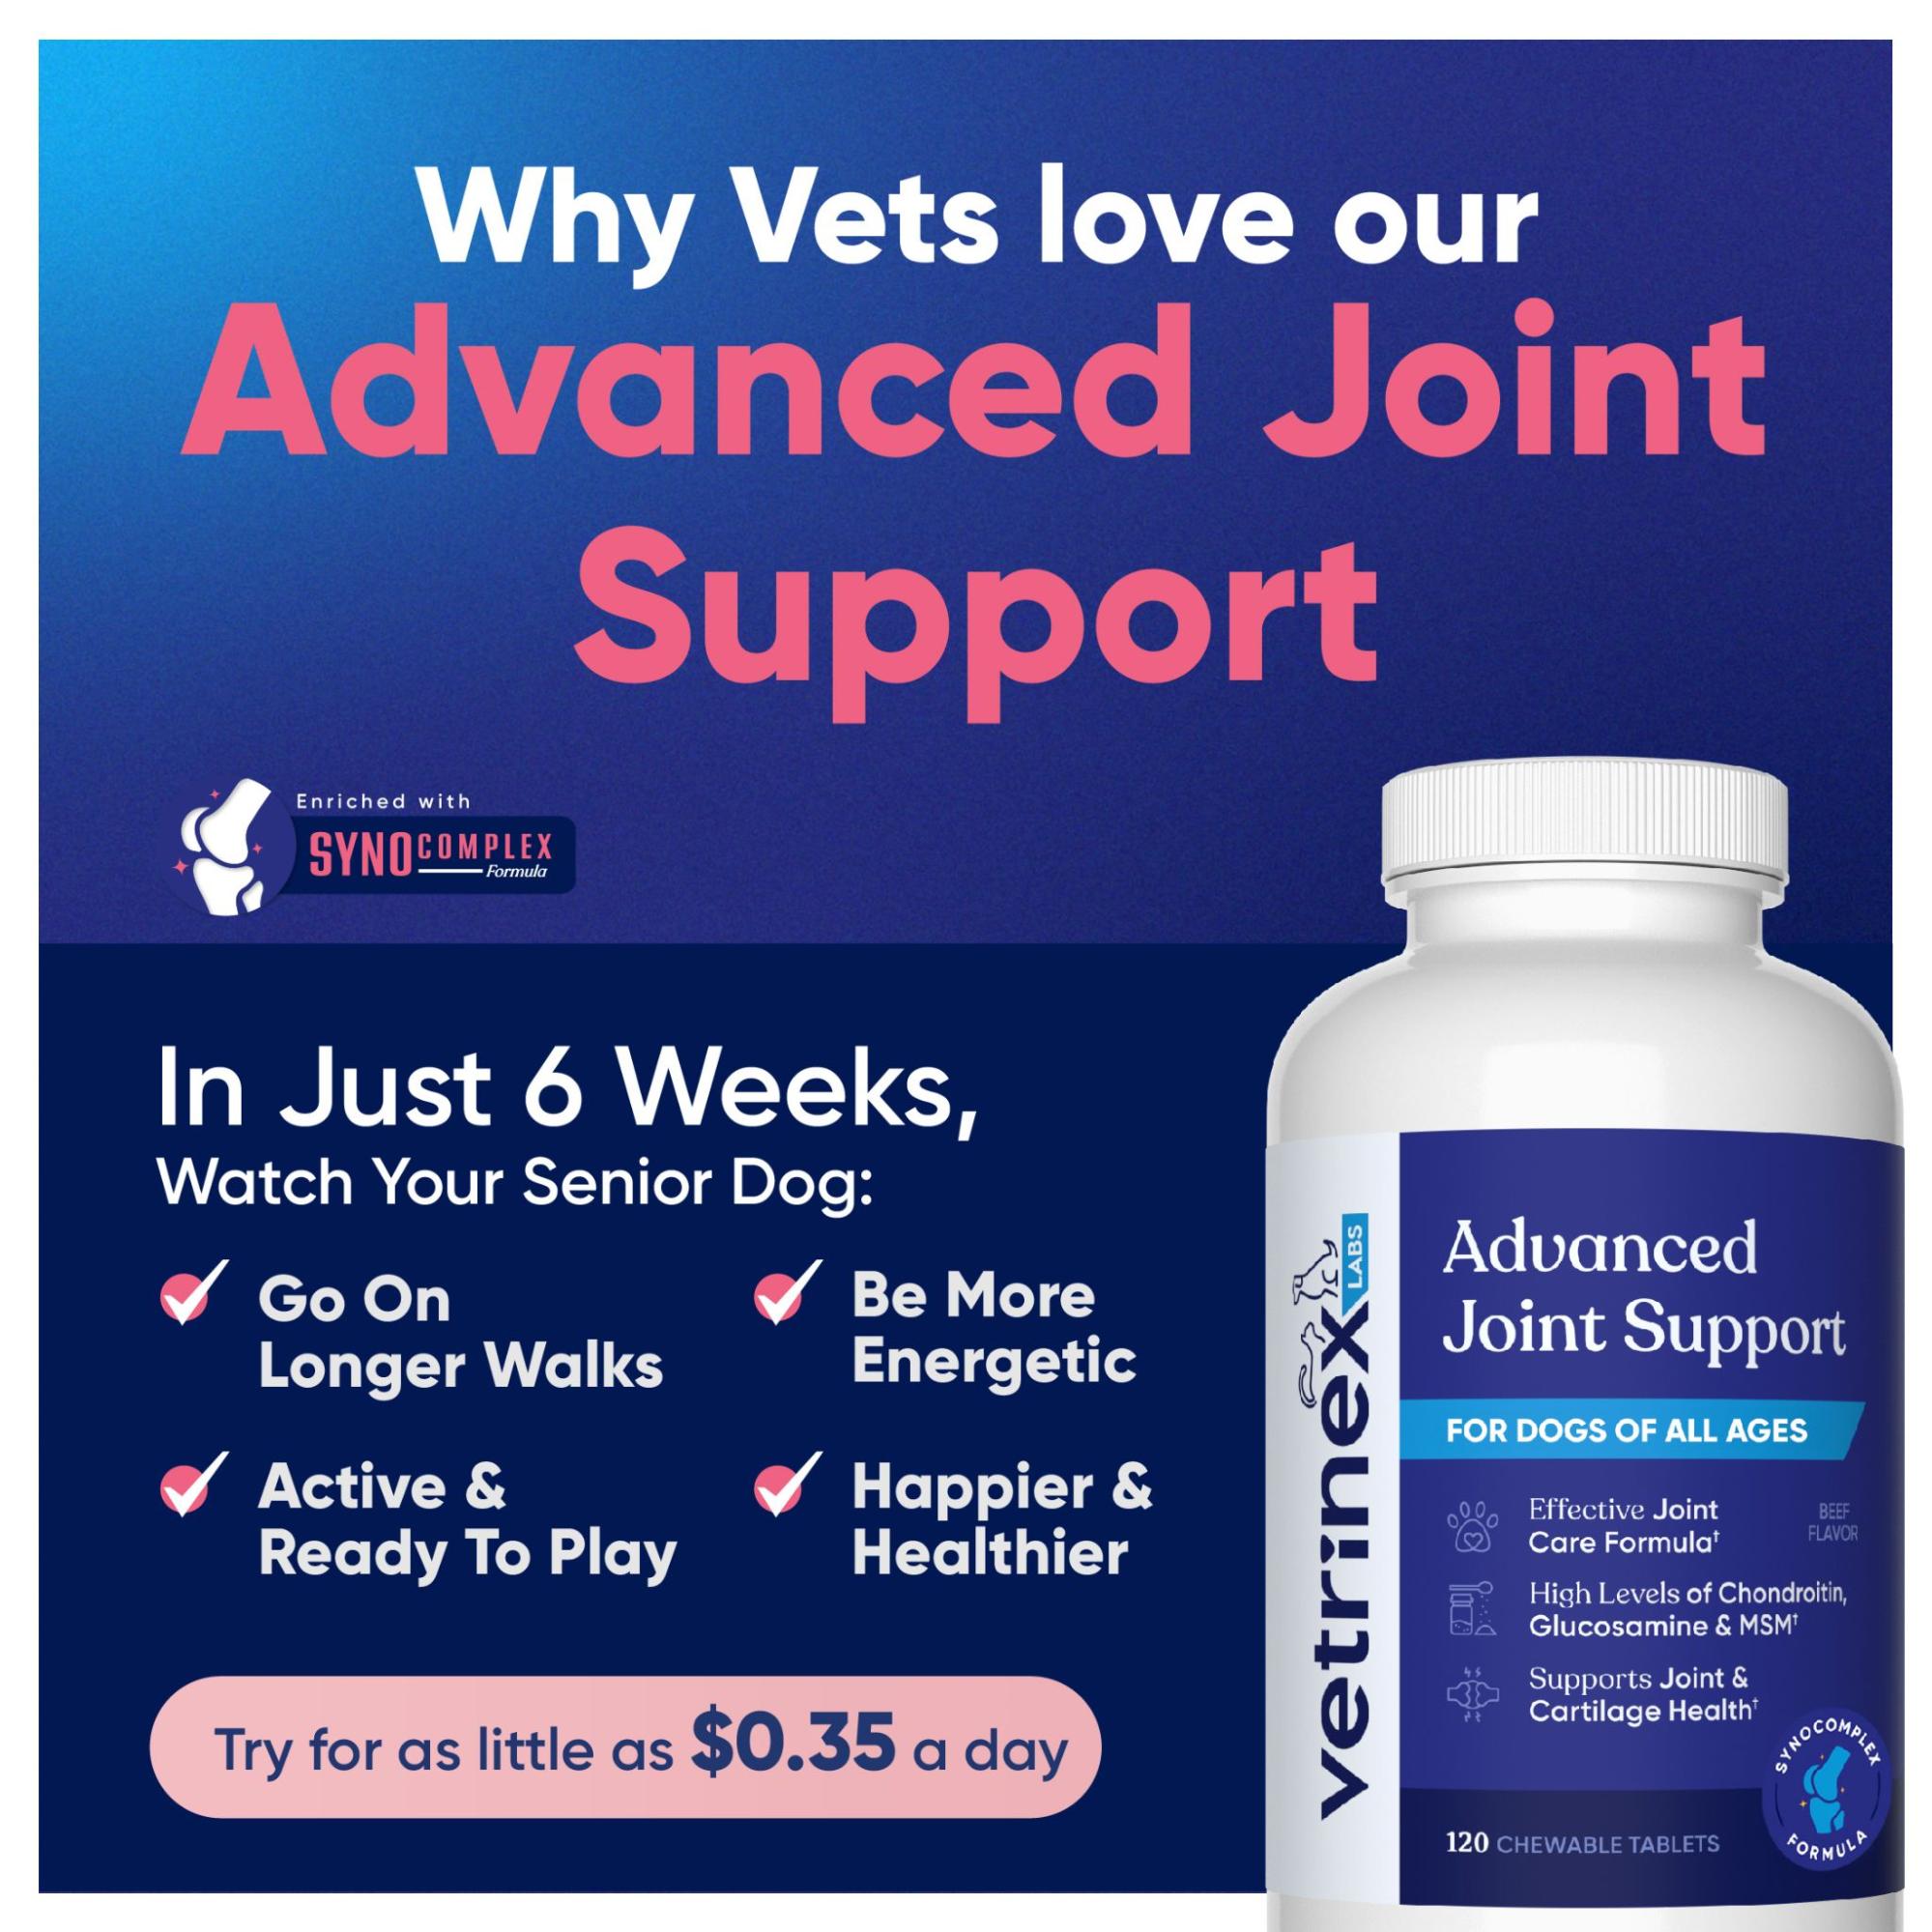 Why Vets love our
Advanced Joint
Support
Enriched with
SYNOCOMPLEX
Formula
In Just 6 Weeks,
Watch Your Senior Dog:
Go On
Longer Walks
Be More
Energetic
Active &
Ready To Play
Happier &
Healthier
Try for as little as $0.35 a day
vetrinex
LABS
Advanced
Joint Support
FOR DOGS OF ALL AGES
Effective Joint
Care Formula†
BEEF
FLAVOR
High Levels of Chondroitin,
Glucosamine & MSM†
Supports Joint &
Cartilage Health†
SYNOCOMPLEX
FORMULA
120 CHEWABLE TABLETS